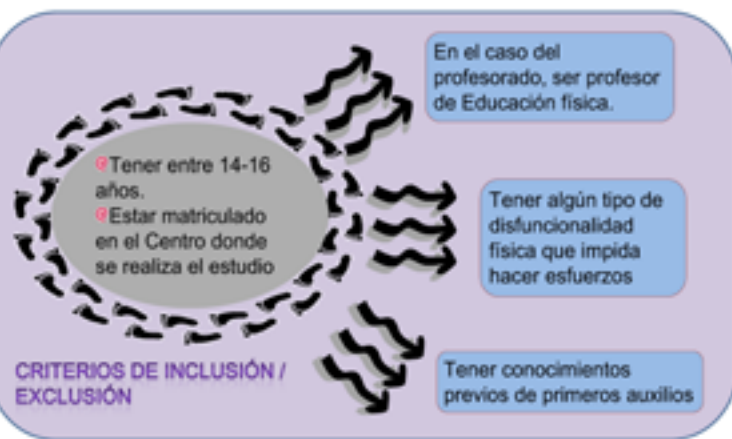 En el caso del
profesorado, ser profesor
de Educación física.
Tener entre 14-16
años.
Estar matriculado
en el Centro donde
se realiza el estudio
Tener algún tipo de
disfuncionalidad
física que impida
hacer esfuerzos
CRITERIOS DE INCLUSIÓN /
EXCLUSIÓN
Tener conocimientos
previos de primeros auxilios